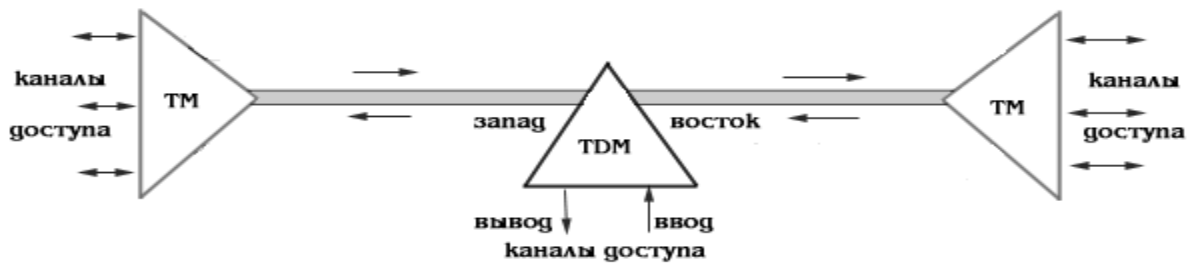 каналы
доступа
ТМ
запад
TDM
восток
вывод
ввод
каналы доступа
ТМ
каналы
доступа